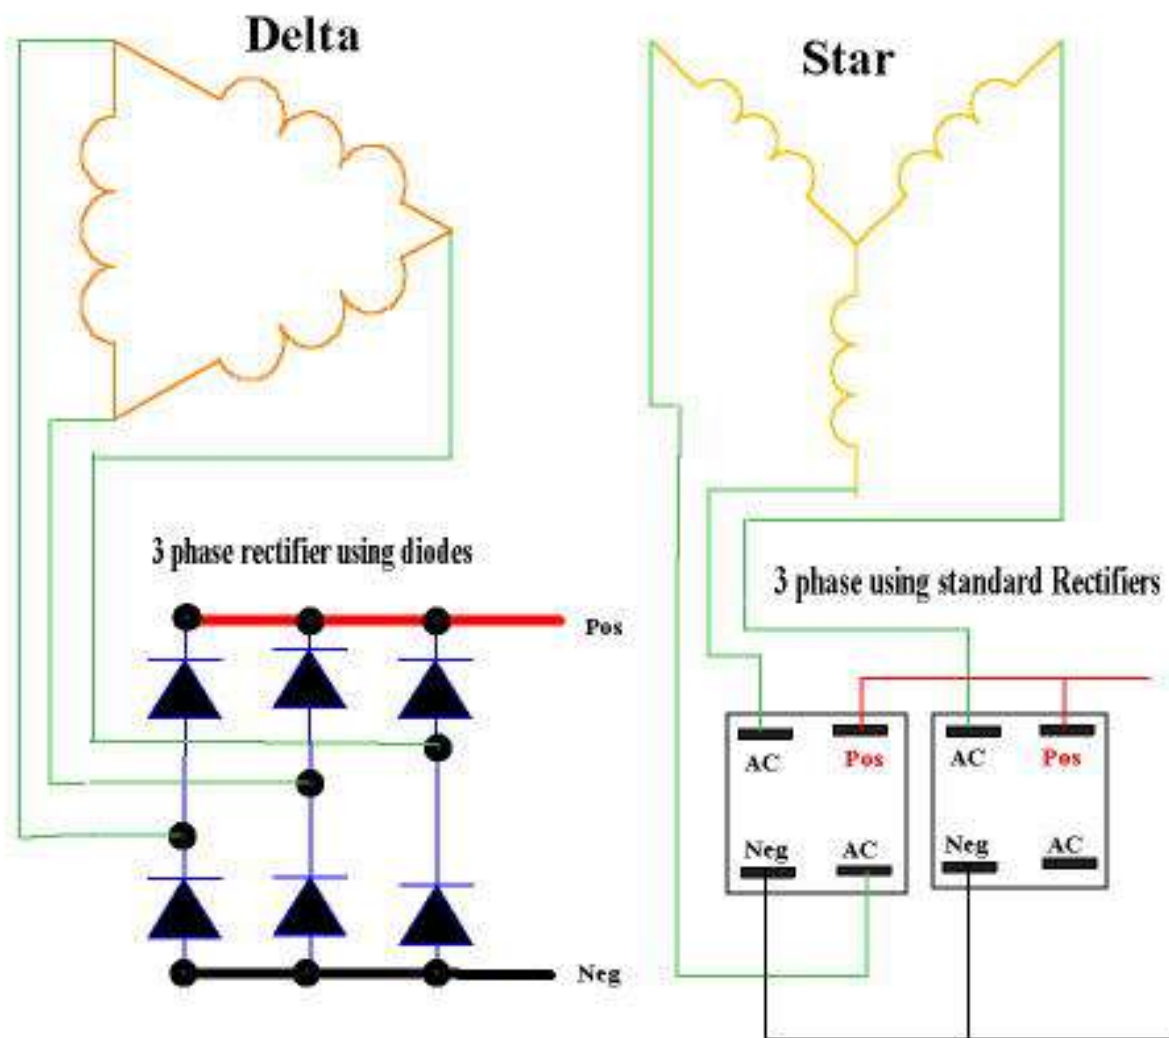 Delta
Star
3 phase rectifier using diodes
Pos
Neg
3 phase using standard Rectifiers
AC
Pos
AC
Pos
Neg
AC
Neg
AC